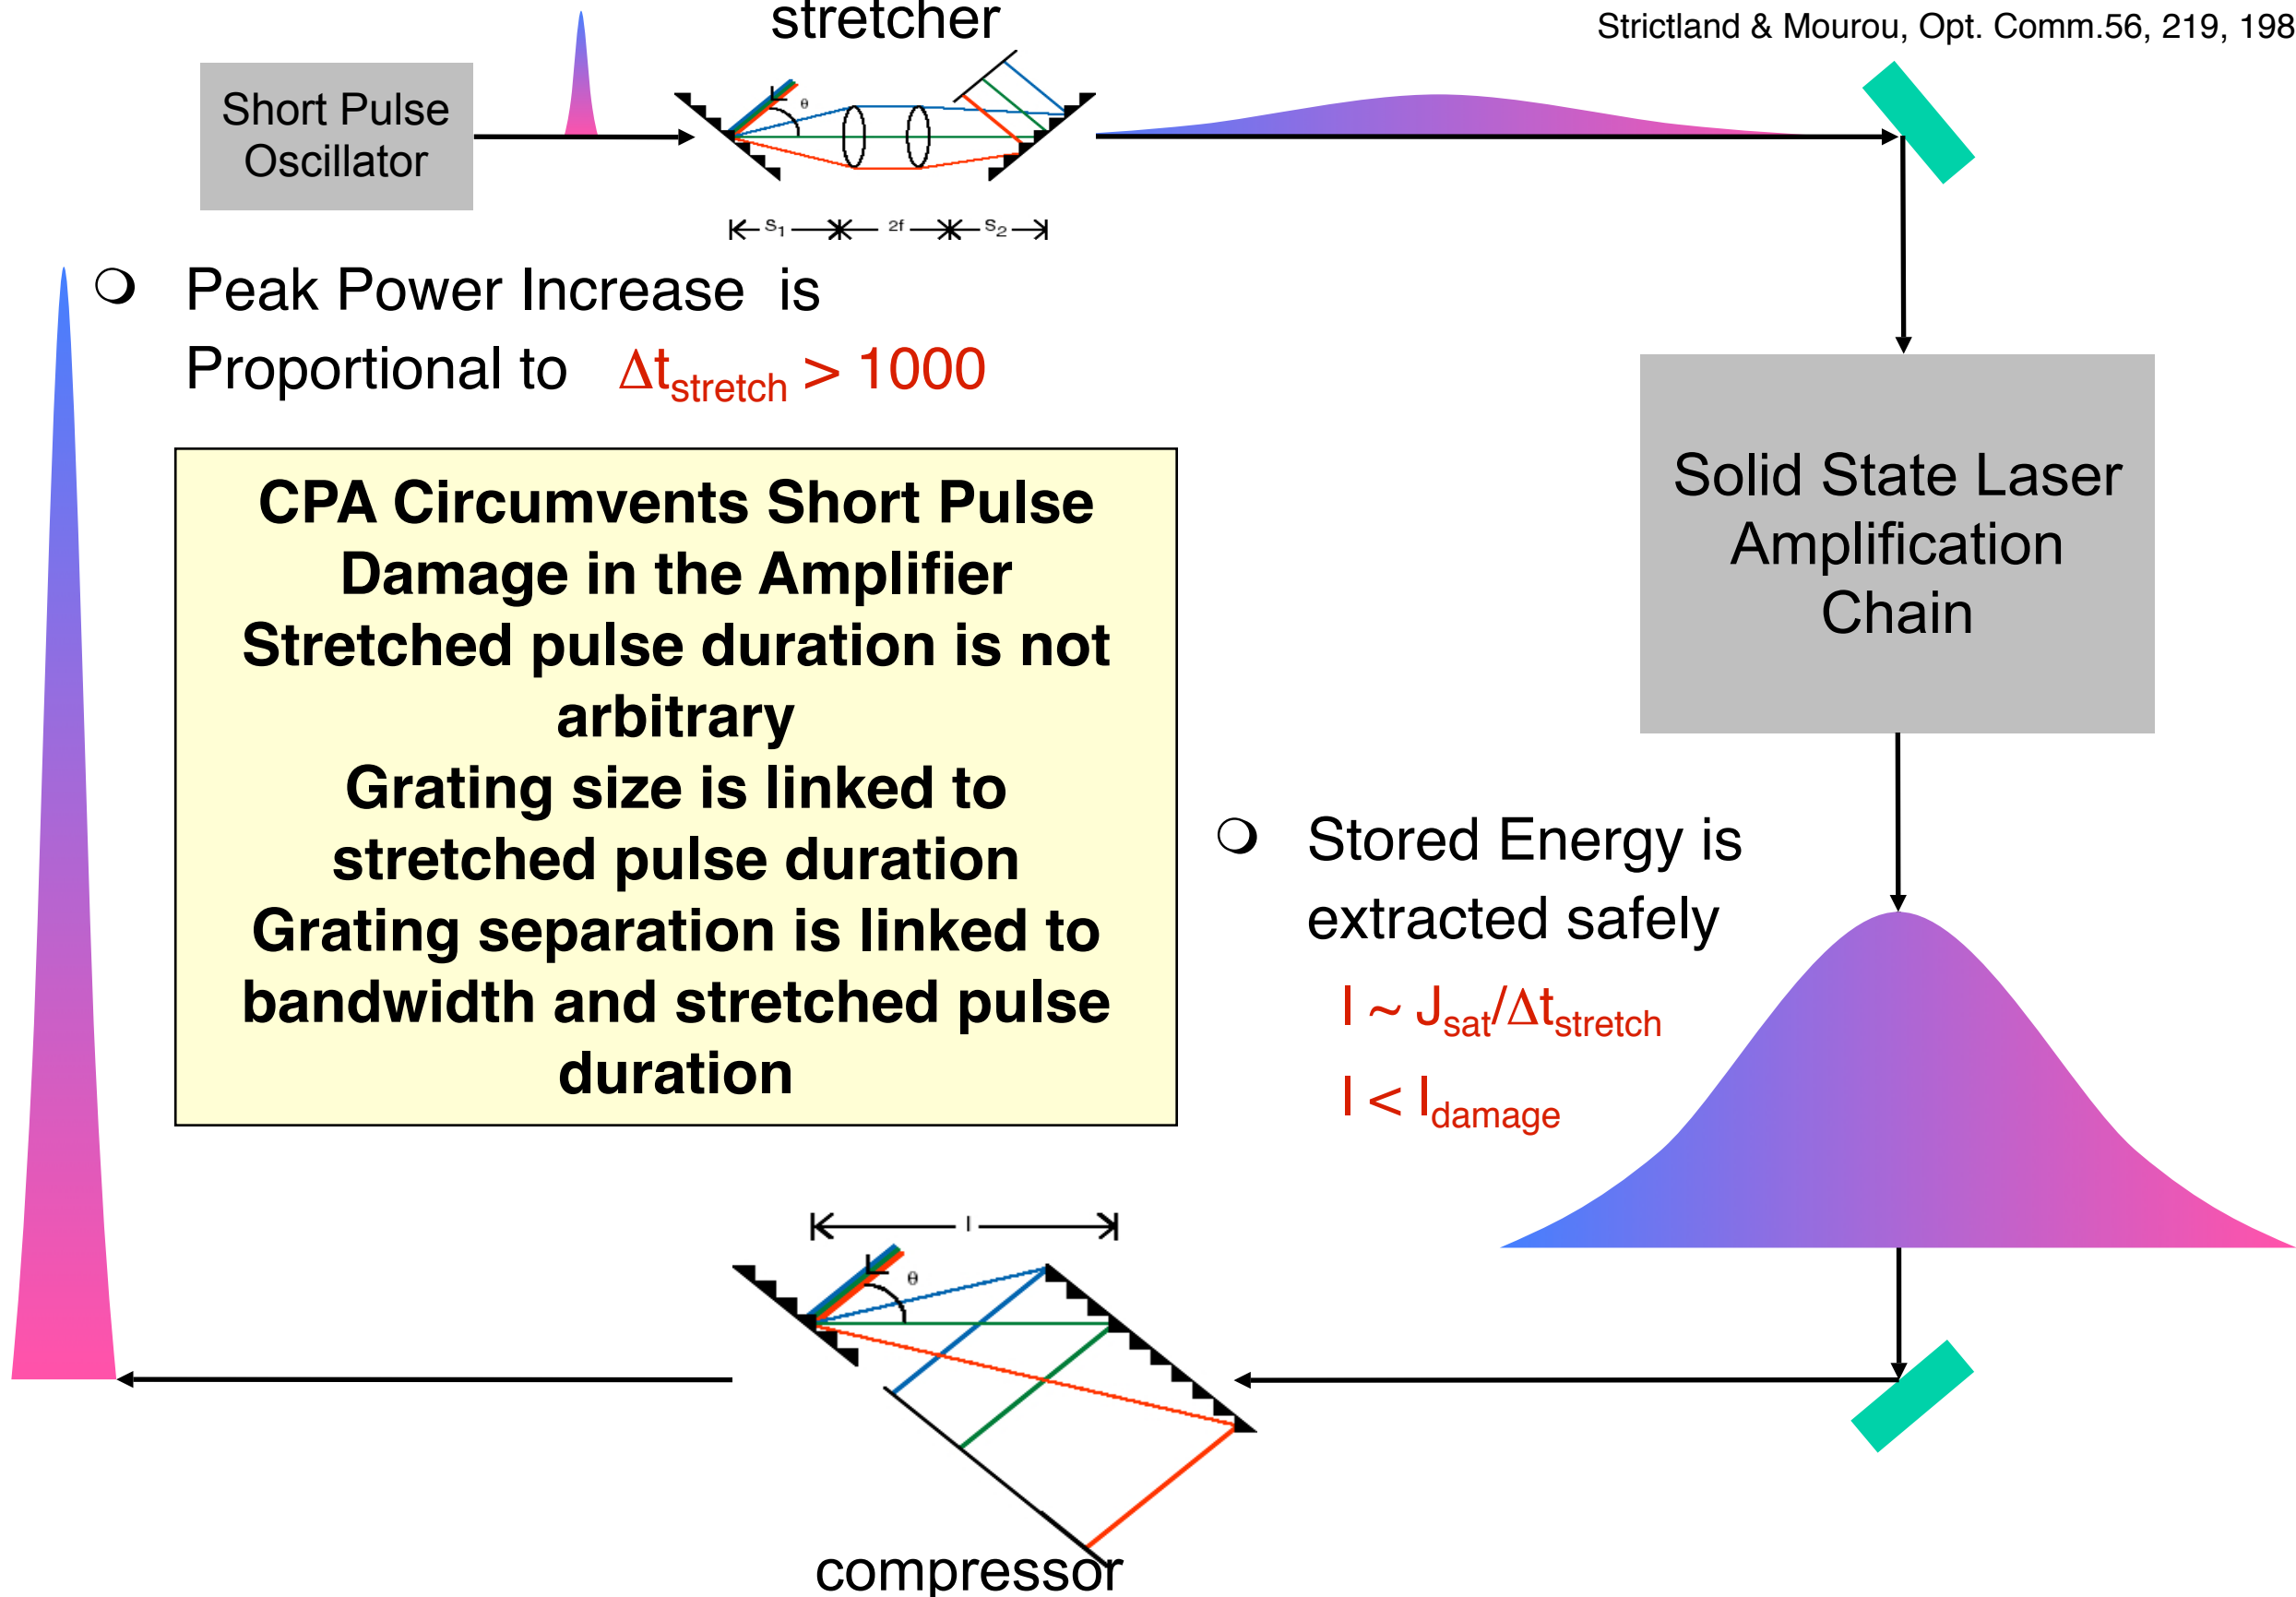 stretcher
Strictland & Mourou, Opt. Comm.56, 219, 198
Short Pulse
Oscillator
θ
S1
2f
S2
❍ Peak Power Increase is
Proportional to Δtstretch > 1000
CPA Circumvents Short Pulse
Damage in the Amplifier
Stretched pulse duration is not
arbitrary
Grating size is linked to
stretched pulse duration
Grating separation is linked to
bandwidth and stretched pulse
duration
Solid State Laser
Amplification
Chain
❍ Stored Energy is
extracted safely
I ~ Jsat/Δtstretch
I < Idamage
l
θ
compressor